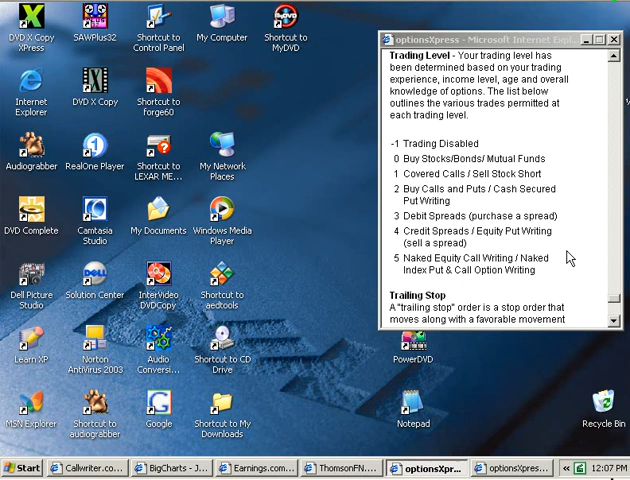 DVD X Copy
XPress
SAWPlus32
Shortcut to
Control Panel
My Computer
Shortcut to
MyDVD
Internet
Explorer
DVD X Copy
Shortcut to
forge60
Audiograbber
RealOne Player
Shortcut to
LEXAR ME...
My Network
Places
DVD Complete
Camtasia
Studio
My Documents
Windows Media
Player
Dell Picture
Studio
Solution Center
InterVideo
DVDCopy
Shortcut to
aedtools
Learn XP
Norton
AntiVirus 2003
Audio
Conversi...
Shortcut to CD
Drive
PowerDVD
MSN Explorer
Shortcut to
audiograbber
Google
Shortcut to My
Downloads
Notepad
Recycle Bin
optionsXpress - Microsoft Internet Expl
Trading Level - Your trading level has
been determined based on your trading
experience, income level, age and overall
knowledge of options. The list below
outlines the various trades permitted at
each trading level.
-1 Trading Disabled
0 Buy Stocks/Bonds/ Mutual Funds
1 Covered Calls / Sell Stock Short
2 Buy Calls and Puts / Cash Secured
Put Writing
3 Debit Spreads (purchase a spread)
4 Credit Spreads / Equity Put Writing
(sell a spread)
5 Naked Equity Call Writing / Naked
Index Put & Call Option Writing
Trailing Stop
A "trailing stop" order is a stop order that
moves along with a favorable movement
Start Callwriter.co... BigCharts - J... Earnings.com... ThomsonFN.... optionsXpr... optionsXpres... « 12:07 PM